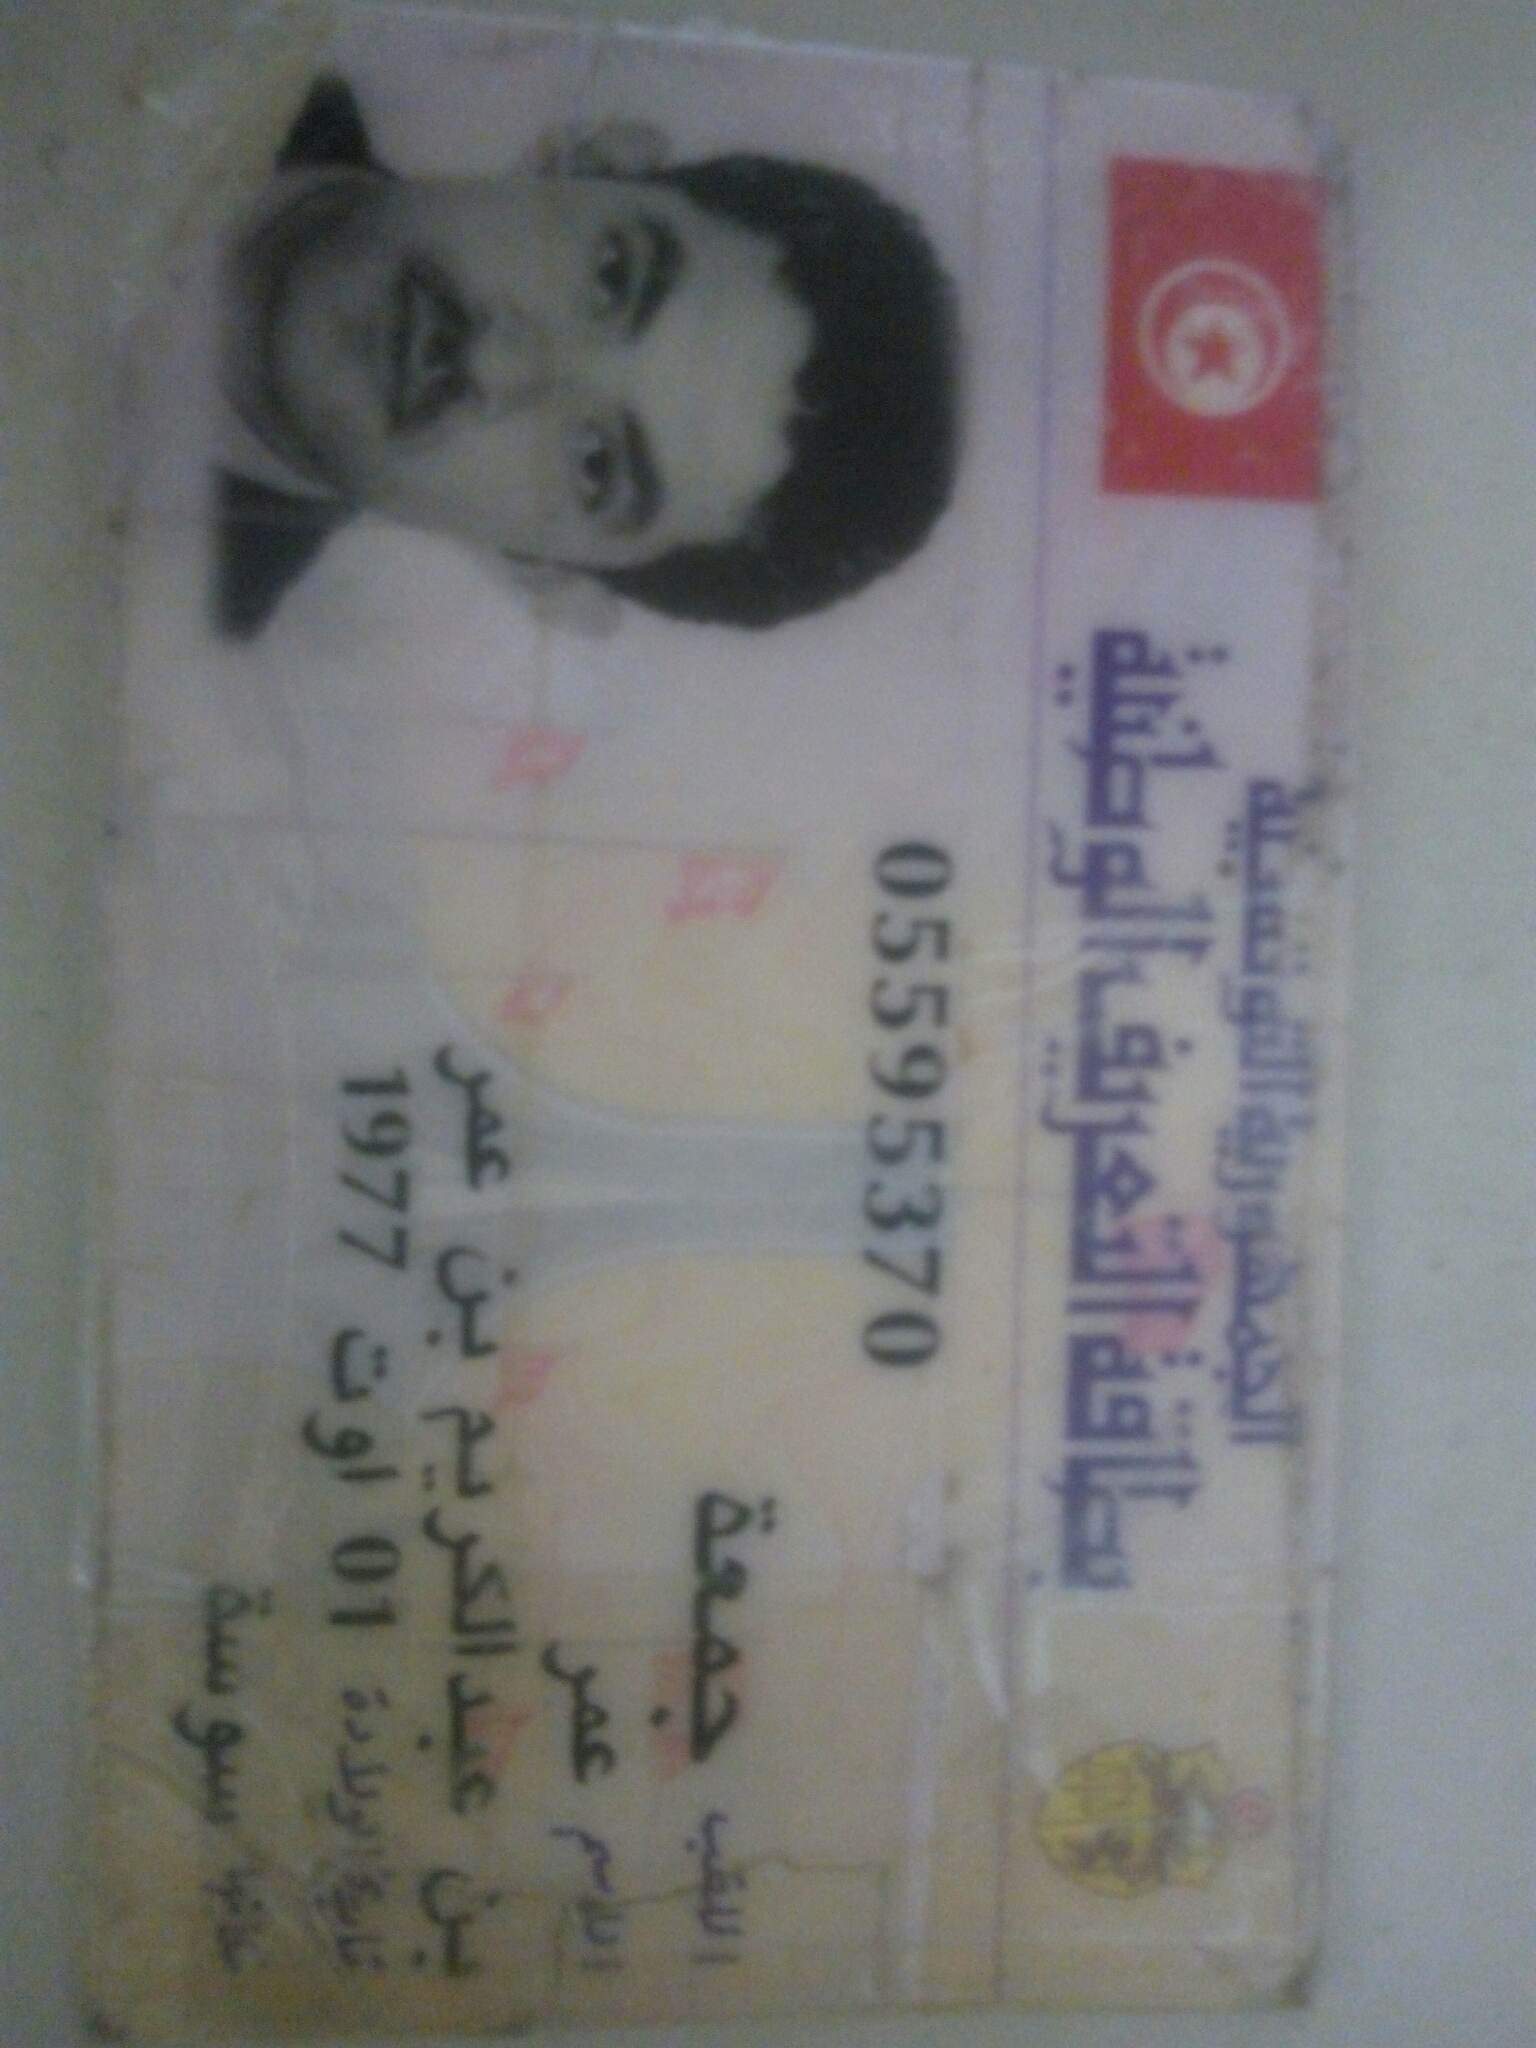 الجمهورية التونسية
بطاقة التعريف الوطنية
05595370
اللقب جمعة
الاسم عمر
بن عبد الكريم بن عمر
تاريخ الولادة 01 اوت 1977
مكانها سوسة